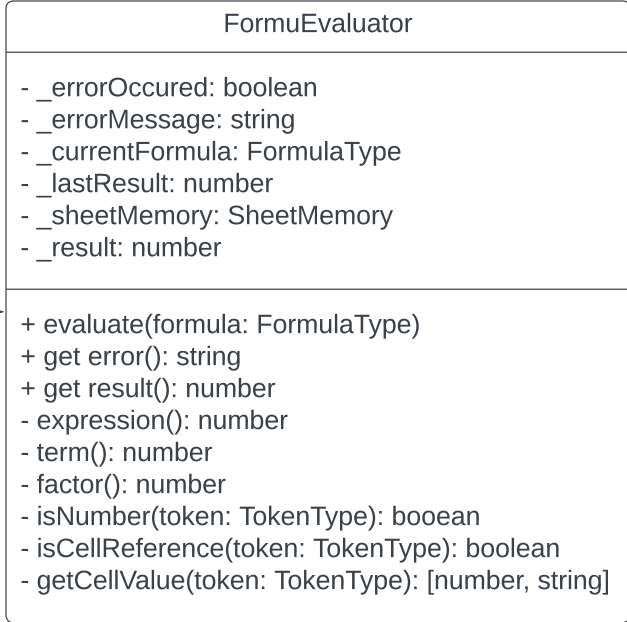 FormuEvaluator
- _errorOccured: boolean
- _errorMessage: string
- _currentFormula: FormulaType
- _lastResult: number
- _sheetMemory: SheetMemory
- _result: number
+ evaluate(formula: FormulaType)
+ get error(): string
+ get result(): number
- expression(): number
- term(): number
- factor(): number
- isNumber(token: TokenType): booean
- isCellReference(token: TokenType): boolean
- getCellValue(token: TokenType): [number, string]